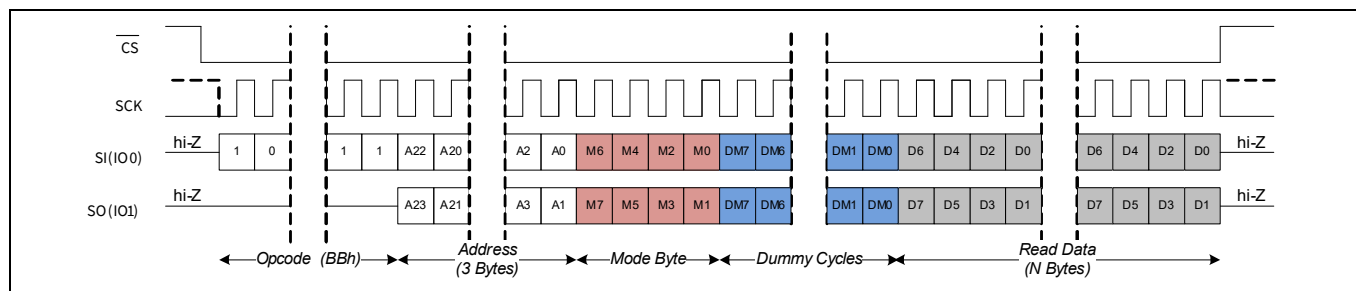 CS
SCK
hi-Z
SI(IO0) 1 0 1 1 A22 A20 A2 A0 M6 M4 M2 M0 DM7 DM6 DM1 DM0 D6 D4 D2 D0 D6 D4 D2 D0 hi-Z
hi-Z
SO(IO1) A23 A21 A3 A1 M7 M5 M3 M1 DM7 DM6 DM1 DM0 D7 D5 D3 D1 D7 D5 D3 D1 hi-Z
Opcode (BBh) Address Mode Byte Dummy Cycles Read Data
(3 Bytes) (N Bytes)